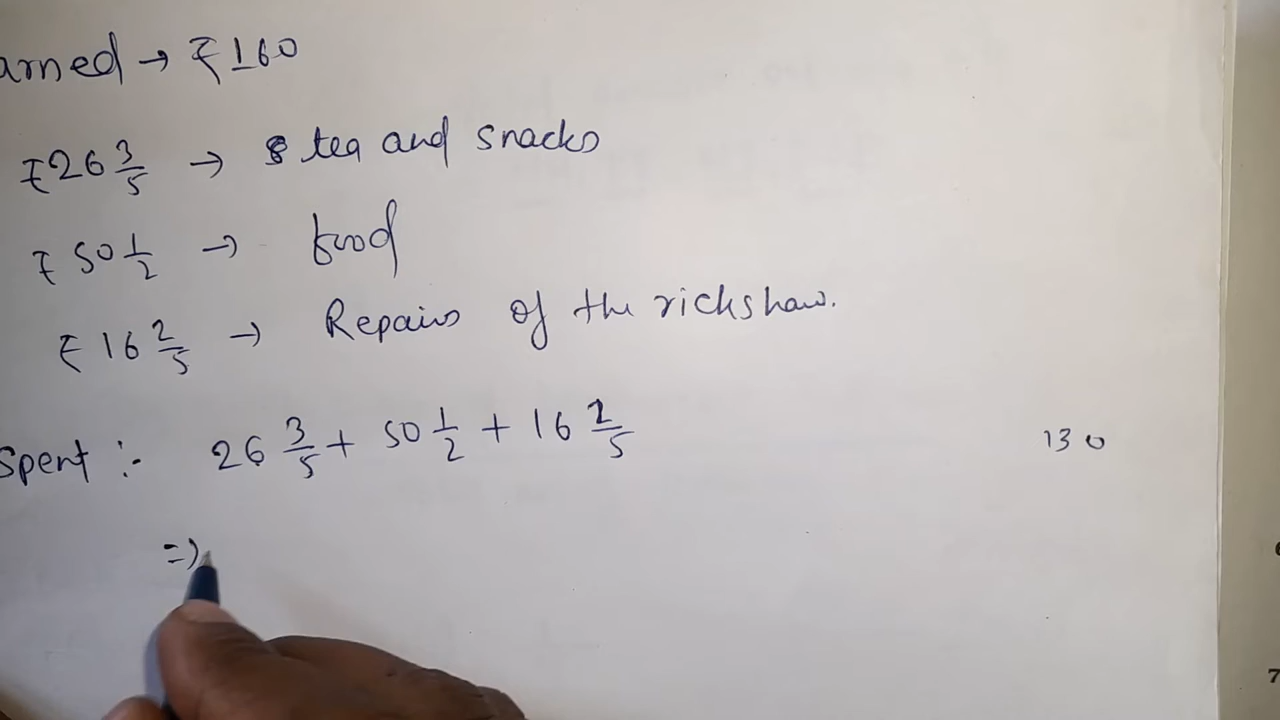 arned → ₹160
₹26 3/5 → tea and snacks
₹ 50 1/2 → food
₹ 16 2/5 → Repairs of the rickshaw.
Spent :- 26 3/5 + 50 1/2 + 16 2/5
130
=>
7